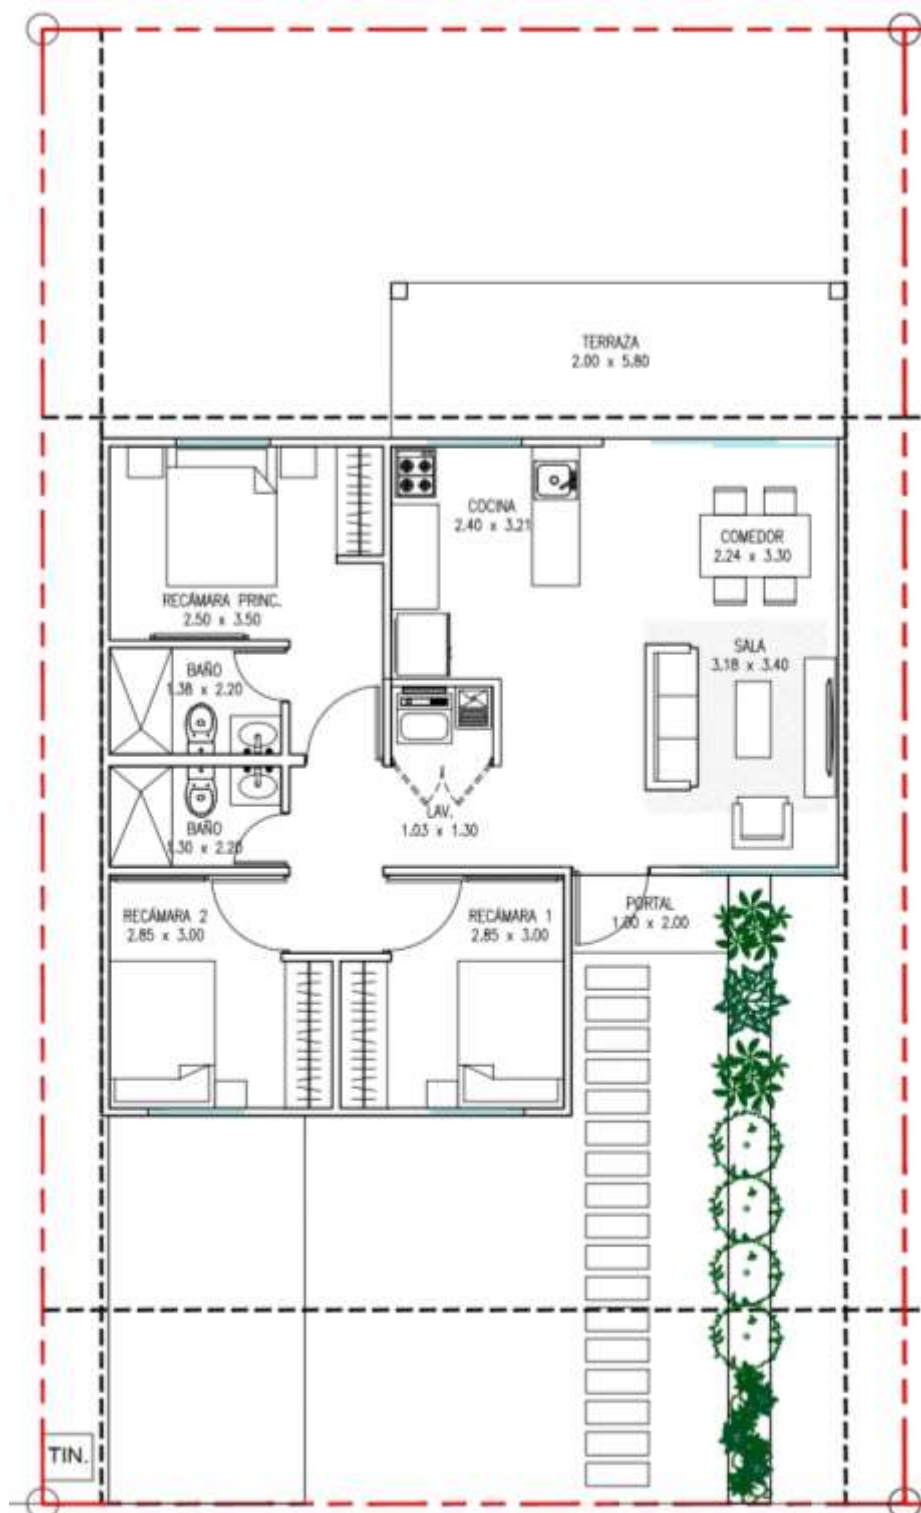 TERRAZA
2.00 x 5.80
COCINA
2.40 x 3.21
COMEDOR
2.24 x 3.30
RECÁMARA PRINC.
2.50 x 3.50
SALA
3.18 x 3.40
BAÑO
1.38 x 2.20
LAV.
1.03 x 1.30
BAÑO
1.30 x 2.20
RECÁMARA 2
2.85 x 3.00
RECÁMARA 1
2.85 x 3.00
PORTAL
1.00 x 2.00
TIN.